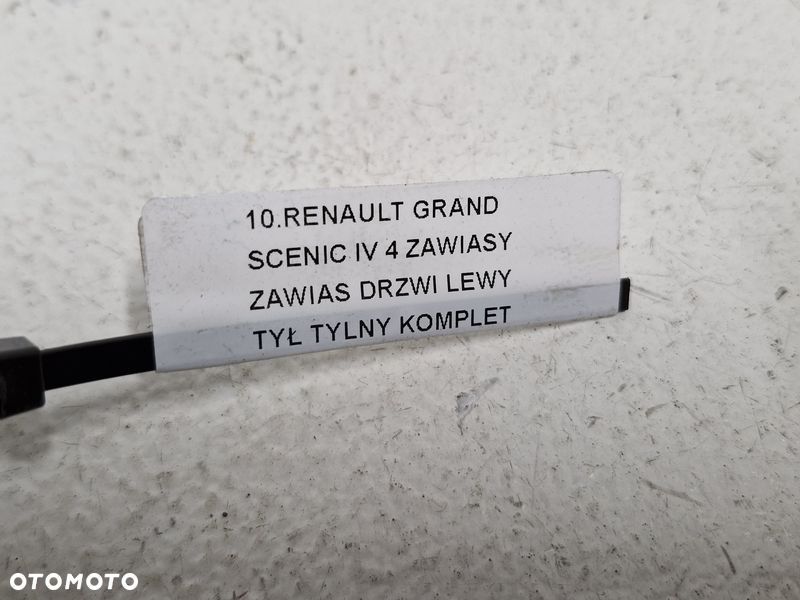 10.RENAULT GRAND
SCENIC IV 4 ZAWIASY
ZAWIAS DRZWI LEWY
TYŁ TYLNY KOMPLET
OTOMOTO